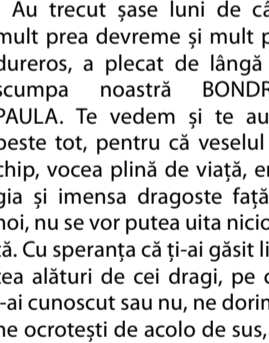 Au trecut șase luni de câ
mult prea devreme și mult p
dureros, a plecat de lângă
scumpa noastră BONDR
PAULA. Te vedem și te au
peste tot, pentru că veselul
chip, vocea plină de viață, e
gia și imensa dragoste față
noi, nu se vor putea uita nicio
tă. Cu speranța că ți-ai găsit li
tea alături de cei dragi, pe c
-ai cunoscut sau nu, ne dorin
ne ocrotești de acolo de sus,